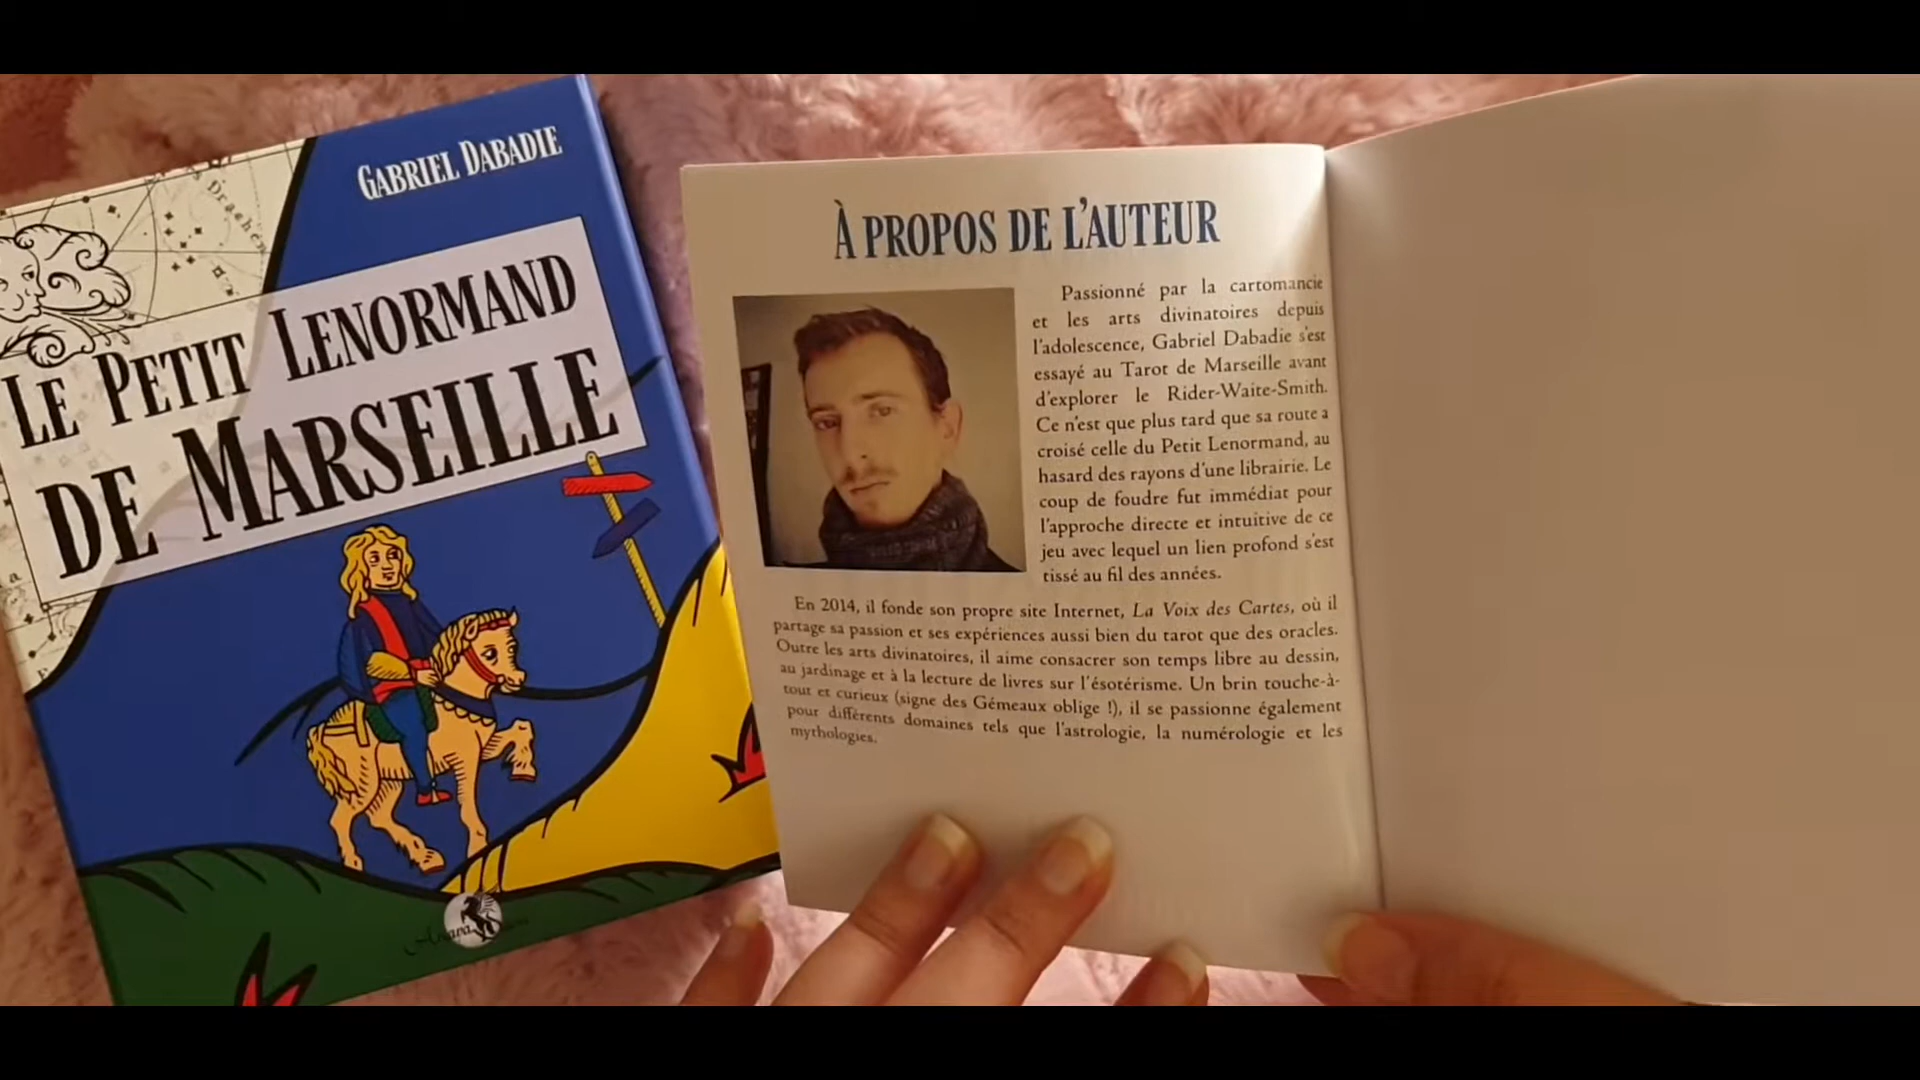 GABRIEL DABADIE
Drachen
LE PETIT LENORMAND
DE MARSEILLE
À PROPOS DE L'AUTEUR
Passionné par la cartomancie
et les arts divinatoires depuis
l'adolescence, Gabriel Dabadie s'est
essayé au Tarot de Marseille avant
d'explorer le Rider-Waite-Smith.
Ce n'est que plus tard que sa route a
croisé celle du Petit Lenormand, au
hasard des rayons d'une librairie. Le
coup de foudre fut immédiat pour
l'approche directe et intuitive de ce
jeu avec lequel un lien profond s'est
tissé au fil des années.
En 2014, il fonde son propre site Internet, La Voix des Cartes, où il
partage sa passion et ses expériences aussi bien du tarot que des oracles.
Outre les arts divinatoires, il aime consacrer son temps libre au dessin,
au jardinage et à la lecture de livres sur l'ésotérisme. Un brin touche-à-
tout et curieux (signe des Gémeaux oblige !), il se passionne également
pour différents domaines tels que l'astrologie, la numérologie et les
mythologies.